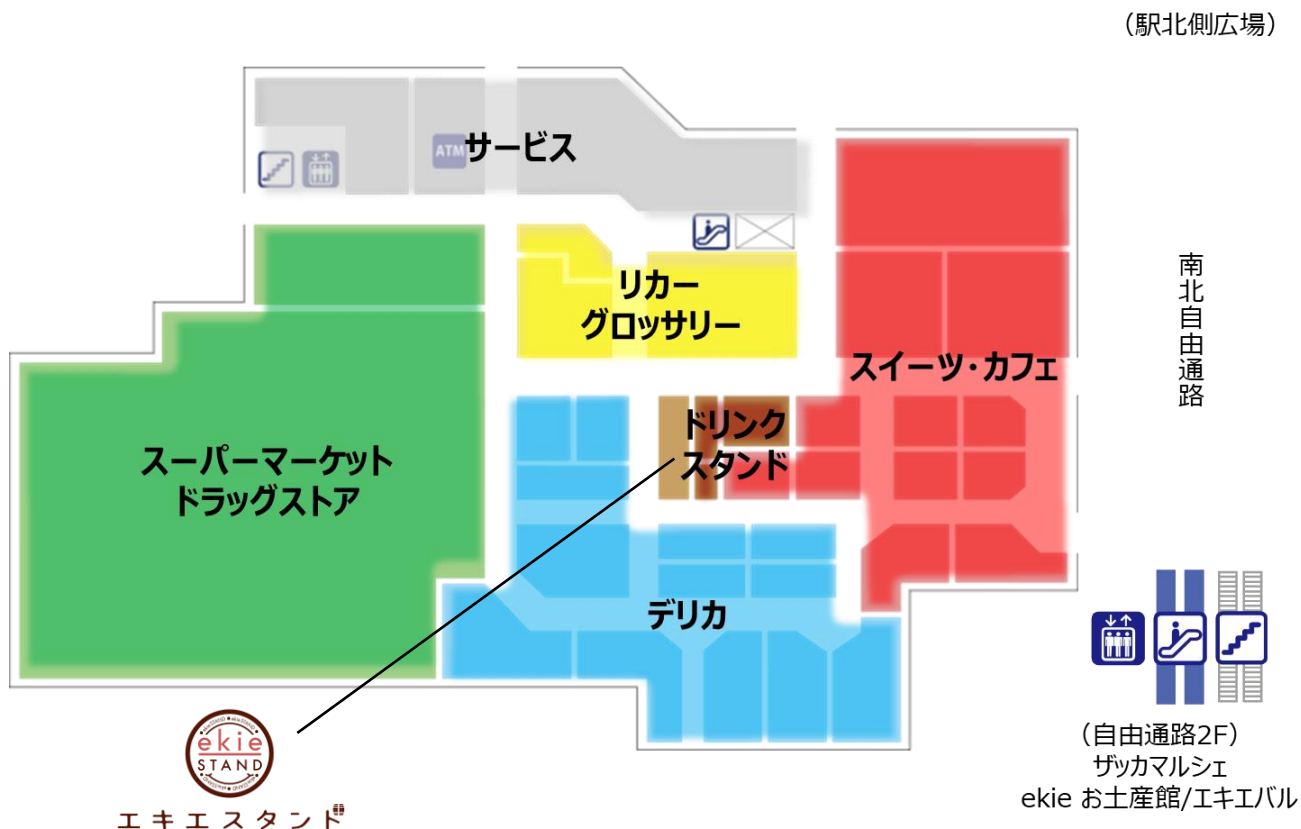 （駅北側広場）
ATM
サービス
リカー
グロッサリー
南北自由通路
スイーツ・カフェ
ドリンク
スタンド
スーパーマーケット
ドラッグストア
デリカ
ekie
STAND
エキエスタンド
（自由通路2F）
ザッカマルシェ
ekie お土産館/エキエバル